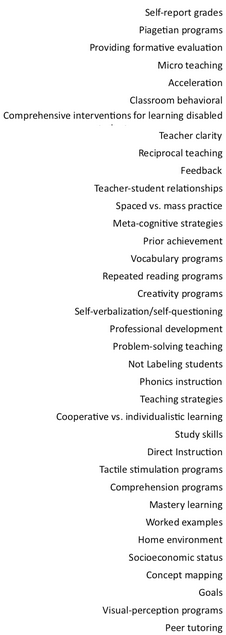 Self-report grades
Piagetian programs
Providing formative evaluation
Micro teaching
Acceleration
Classroom behavioral
Comprehensive interventions for learning disabled
Teacher clarity
Reciprocal teaching
Feedback
Teacher-student relationships
Spaced vs. mass practice
Meta-cognitive strategies
Prior achievement
Vocabulary programs
Repeated reading programs
Creativity programs
Self-verbalization/self-questioning
Professional development
Problem-solving teaching
Not Labeling students
Phonics instruction
Teaching strategies
Cooperative vs. individualistic learning
Study skills
Direct Instruction
Tactile stimulation programs
Comprehension programs
Mastery learning
Worked examples
Home environment
Socioeconomic status
Concept mapping
Goals
Visual-perception programs
Peer tutoring